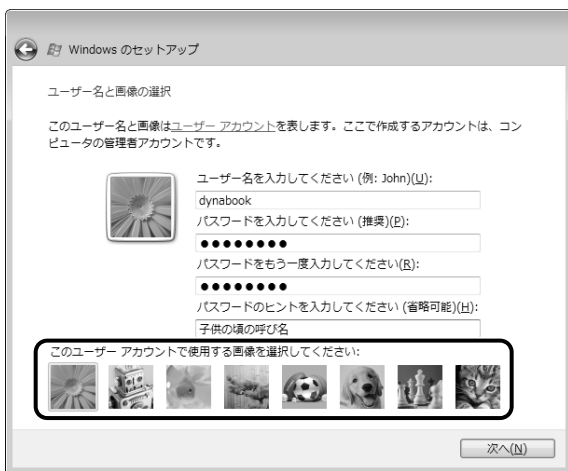 Windows のセットアップ
ユーザー名と画像の選択
このユーザー名と画像はユーザー アカウントを表します。ここで作成するアカウントは、コン
ピュータの管理者アカウントです。
ユーザー名を入力してください (例: John)(U):
dynabook
パスワードを入力してください (推奨)(P):
●●●●●●●●
パスワードをもう一度入力してください(R):
●●●●●●●●
パスワードのヒントを入力してください (省略可能)(H):
子供の頃の呼び名
このユーザー アカウントで使用する画像を選択してください:
次へ(N)